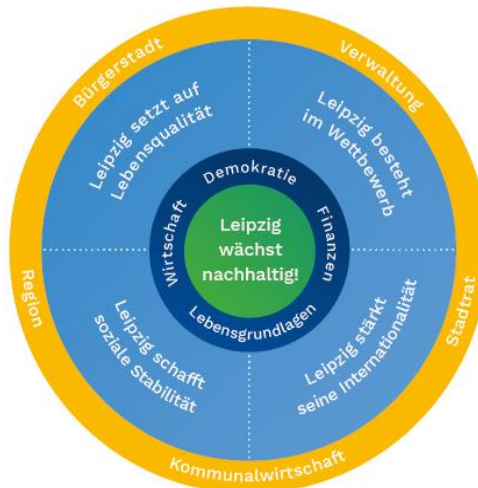 Bürgerstadt
Verwaltung
Leipzig setzt auf
Lebensqualität
Leipzig besteht
im Wettbewerb
Demokratie
Wirtschaft
Finanzen
Leipzig
wächst
nachhaltig!
Lebensgrundlagen
Region
Stadtrat
Leipzig schafft
soziale Stabilität
Leipzig stärkt
seine Internationalität
Kommunalwirtschaft